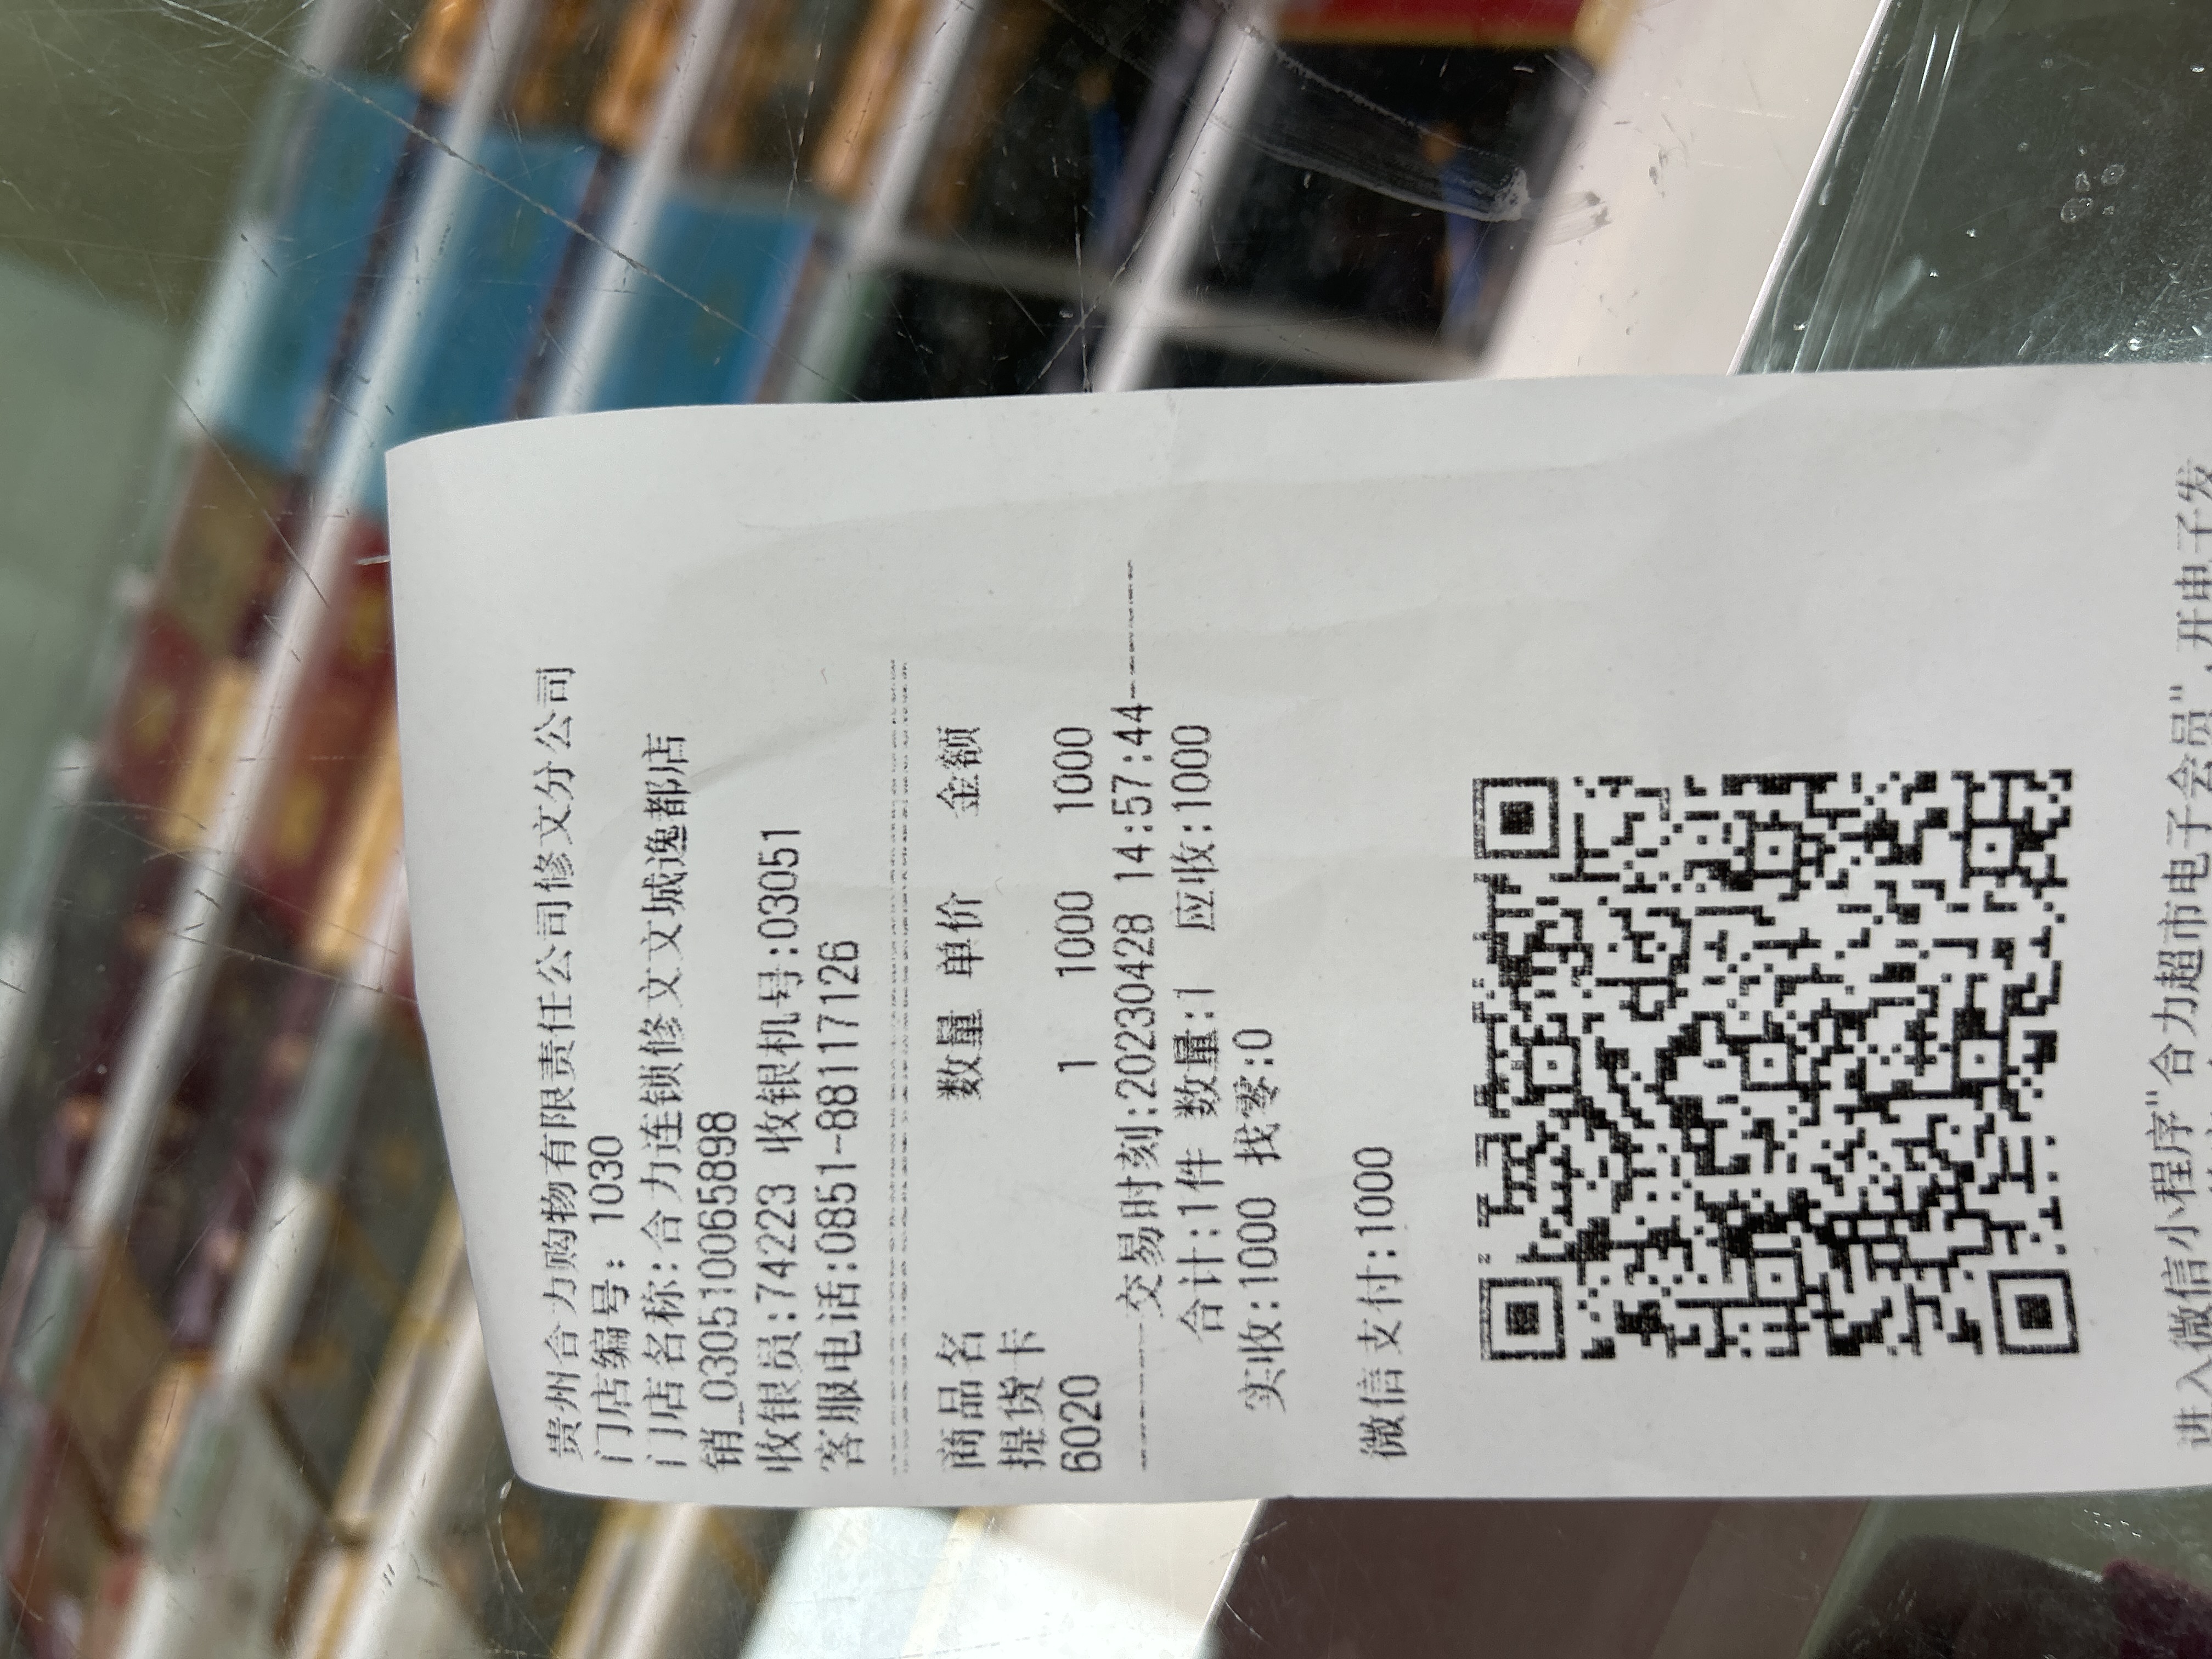 贵州合力购物有限责任公司修文分公司
门店编号: 1030
门店名称:合力连锁修文文城逸都店
销_030510065898
收银员:74223 收银机号:03051
客服电话:0851-88117126
商品名 数量 单价 金额
提货卡
60020 1 1000 1000
交易时刻:20230428 14:57:44
合计:1件 数量:1 应收:1000
实收:1000 找零:0
微信支付:1000
进入微信小程序"合力超市电子会员",开电子发